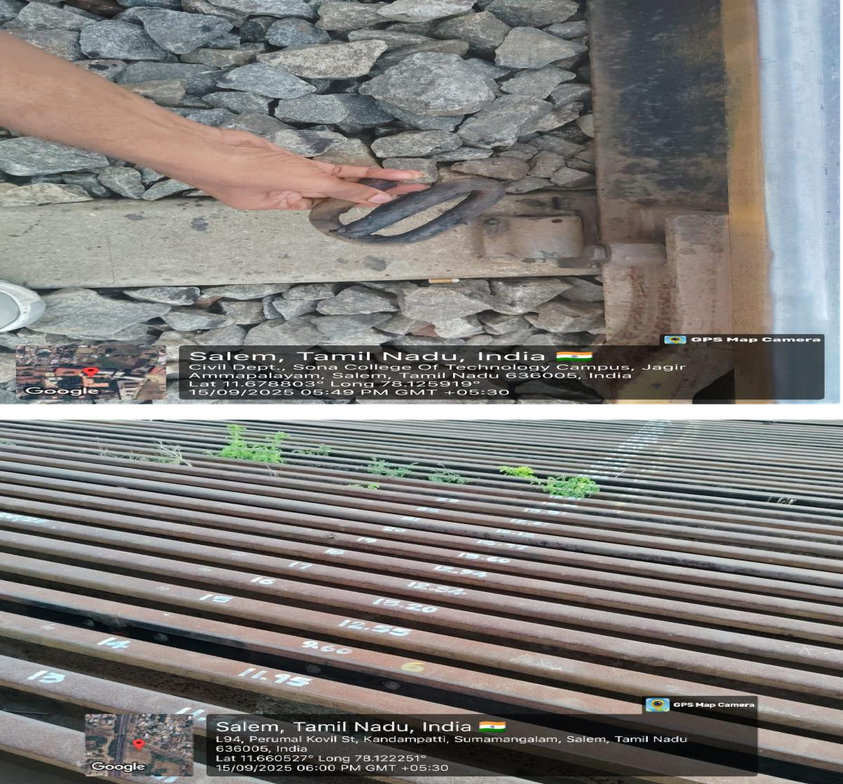 GPS Map Camera
Salem, Tamil Nadu, India
Civil Dept., Sona College Of Technology Campus, Jagir
Ammapalayam, Salem, Tamil Nadu 636005, India
Lat 11.678803° Long 78.125919°
15/09/2025 05:49 PM GMT +05:30
Google
17
16
15
13.20
12.55
14
9.60
6
13
11.95
GPS Map Camera
Salem, Tamil Nadu, India
L94, Perumal Kovil St, Kandampatti, Sumamangalam, Salem, Tamil Nadu
636005, India
Lat 11.660527° Long 78.122251°
15/09/2025 06:00 PM GMT +05:30
Google